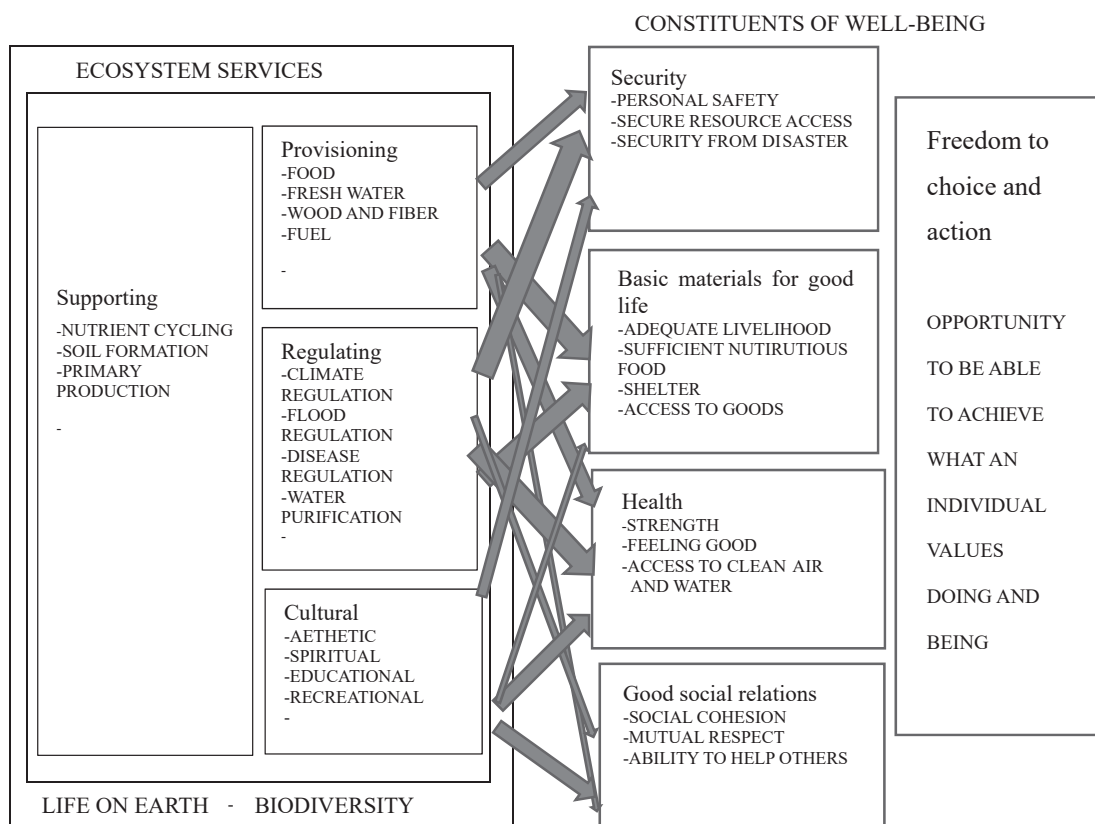 CONSTITUENTS OF WELL-BEING
ECOSYSTEM SERVICES
Supporting
-NUTRIENT CYCLING
-SOIL FORMATION
-PRIMARY
PRODUCTION
-
Provisioning
-FOOD
-FRESH WATER
-WOOD AND FIBER
-FUEL
-
Regulating
-CLIMATE
REGULATION
-FLOOD
REGULATION
-DISEASE
REGULATION
-WATER
PURIFICATION
-
Cultural
-AETHETIC
-SPIRITUAL
-EDUCATIONAL
-RECREATIONAL
-
LIFE ON EARTH - BIODIVERSITY
Security
-PERSONAL SAFETY
-SECURE RESOURCE ACCESS
-SECURITY FROM DISASTER
Basic materials for good
life
-ADEQUATE LIVELIHOOD
-SUFFICIENT NUTIRUTIOUS
FOOD
-SHELTER
-ACCESS TO GOODS
Health
-STRENGTH
-FEELING GOOD
-ACCESS TO CLEAN AIR
AND WATER
Good social relations
-SOCIAL COHESION
-MUTUAL RESPECT
-ABILITY TO HELP OTHERS
Freedom to
choice and
action
OPPORTUNITY
TO BE ABLE
TO ACHIEVE
WHAT AN
INDIVIDUAL
VALUES
DOING AND
BEING